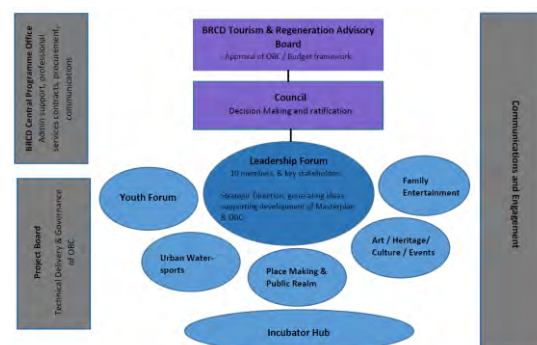 BRCD Tourism & Regeneration Advisory
Board
Approval of OBC / Budget framework
Council
Decision Making and ratification
Leadership Forum
10 members, & key stakeholders
Strategic Direction, generating ideas,
supporting development of Masterplan
& OBC
Youth Forum
Family
Entertainment
Urban Water-
sports
Art / Heritage/
Culture / Events
Place Making &
Public Realm
Incubator Hub
BRCD Central Programme Office
Admin support, professional,
services contracts, procurement,
communications
Project Board
Technical Delivery & Governance
of OBC
Communications and Engagement